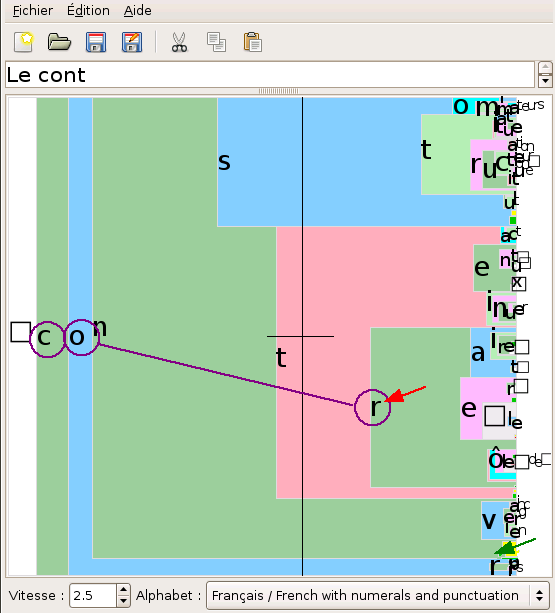 Fichier Édition Aide
Le cont
o m
s
t
r u c
u
a
n
e
c o n
i
n
t
i
a
r
e
l e
Ô
v
r
Vitesse : 2.5 Alphabet : Français / French with numerals and punctuation